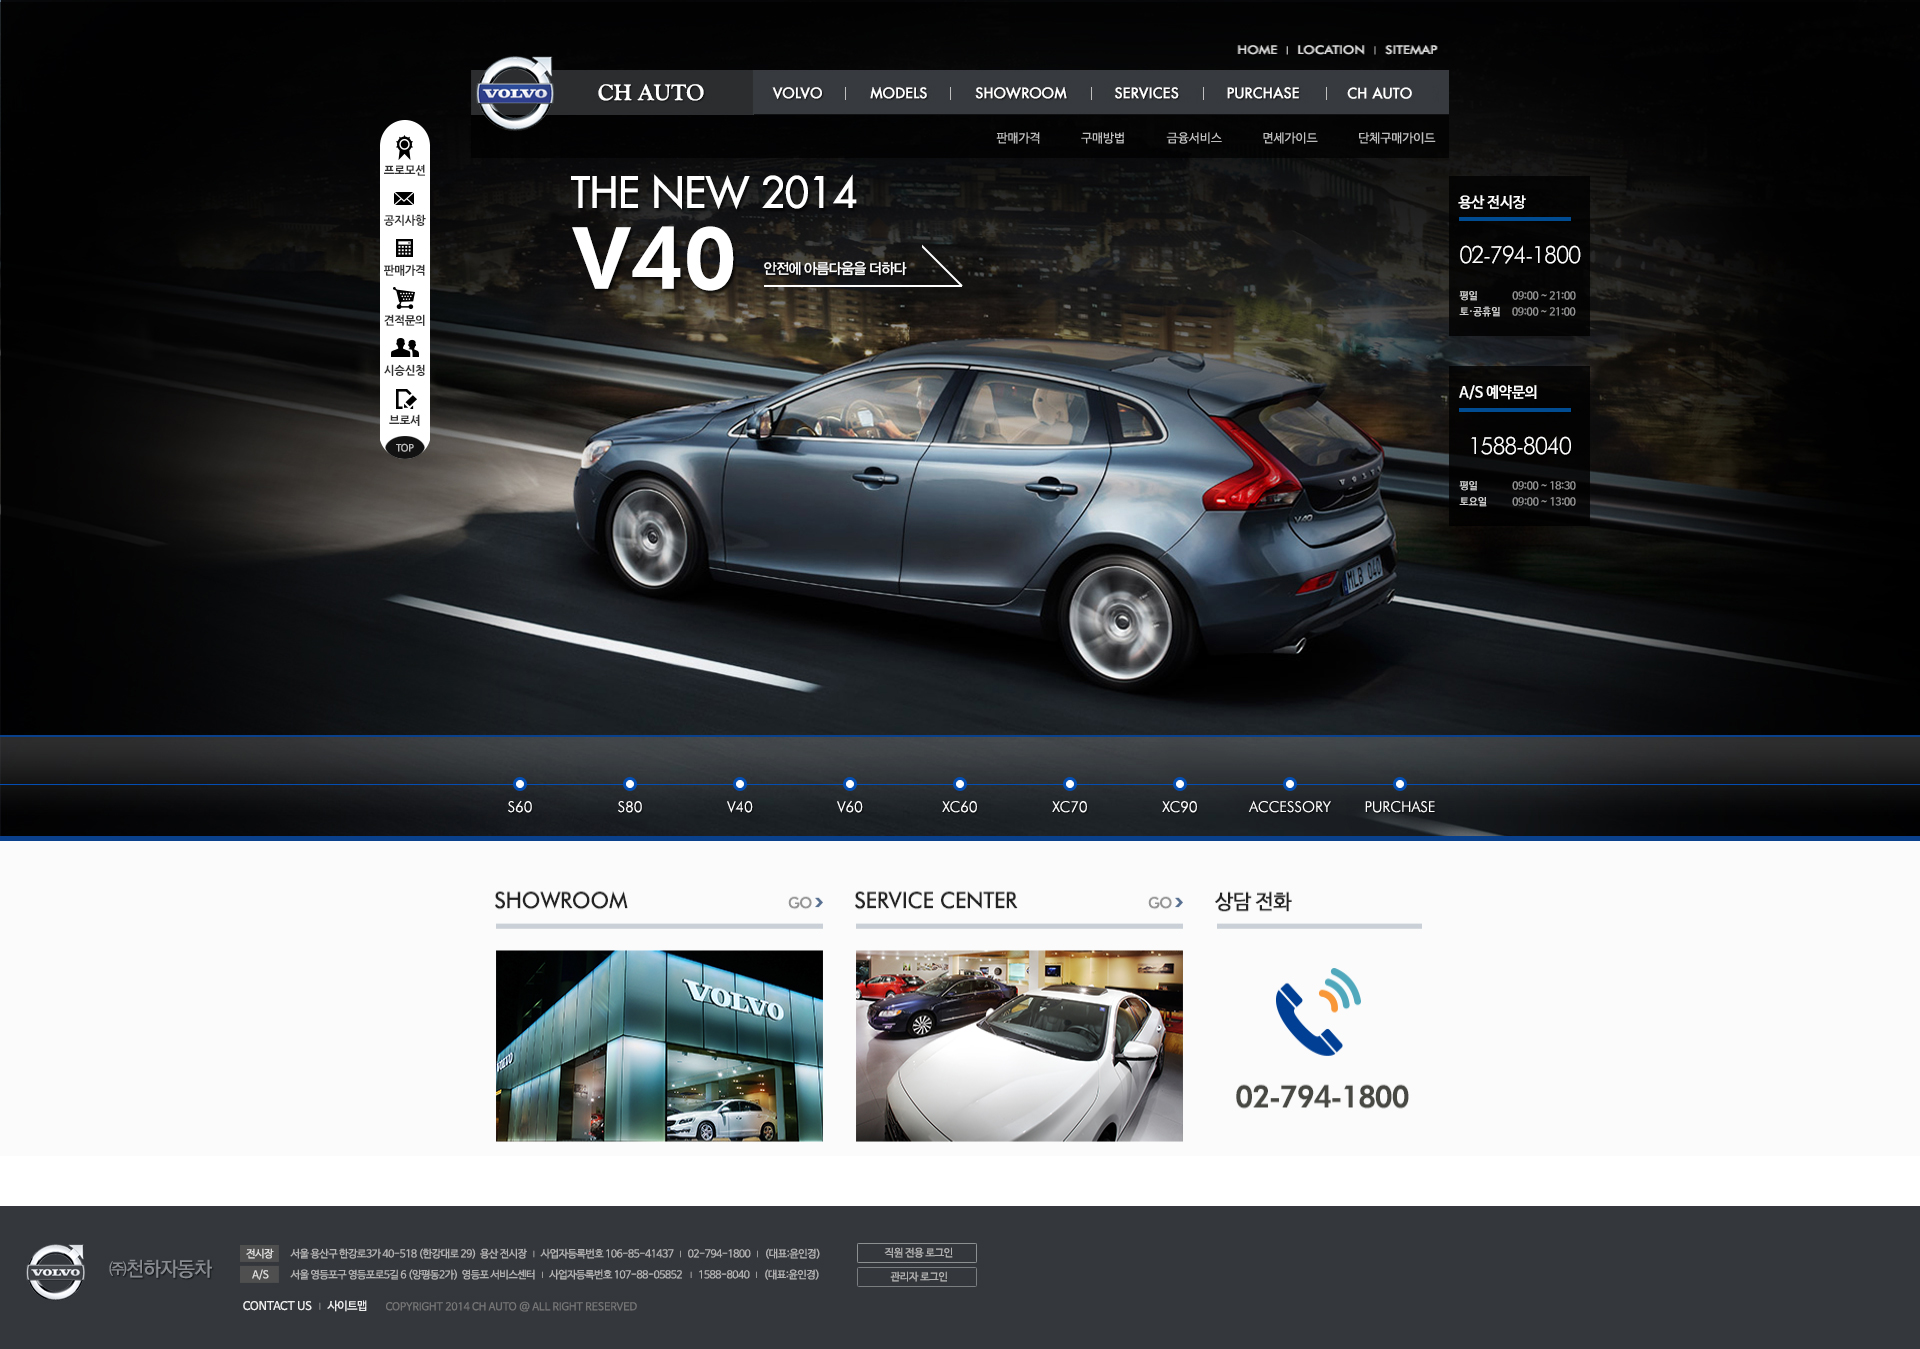 HOME | LOCATION | SITEMAP
VOLVO
CH AUTO
VOLVO | MODELS | SHOWROOM | SERVICES | PURCHASE | CH AUTO
판매가격 구매방법 금융서비스 면세가이드 단체구매가이드
프로모션
공지사항
판매가격
견적문의
시승신청
브로셔
TOP
THE NEW 2014
V40
안전에 아름다움을 더하다
용산 전시장
02-794-1800
평일 09:00 ~ 21:00
토·공휴일 09:00 ~ 21:00
A/S 예약문의
1588-8040
평일 09:00 ~ 18:30
토요일 09:00 ~ 13:00
VOLVO
V40
MLB 040
S60 S80 V40 V60 XC60 XC70 XC90 ACCESSORY PURCHASE
SHOWROOM GO
SERVICE CENTER GO
상담 전화
VOLVO
VOLVO
02-794-1800
VOLVO
㈜천하자동차
전시장 서울 용산구 한강로3가 40-518 (한강대로 29) 용산 전시장 | 사업자등록번호 106-85-41437 | 02-794-1800 | (대표:윤인경)
A/S 서울 영등포구 영등포로5길 6 (양평동2가) 영등포 서비스센터 | 사업자등록번호 107-88-05852 | 1588-8040 | (대표:윤인경)
CONTACT US | 사이트맵 COPYRIGHT 2014 CH AUTO @ ALL RIGHT RESERVED
직원 전용 로그인
관리자 로그인